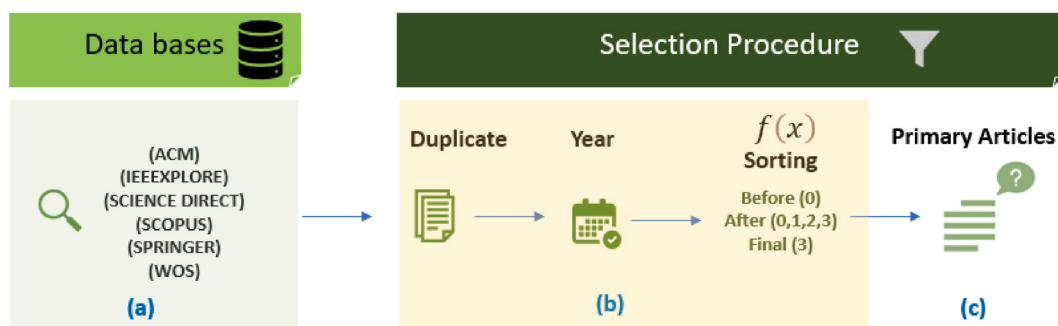 Data bases
Selection Procedure
(ACM)
(IEEEXPLORE)
(SCIENCE DIRECT)
(SCOPUS)
(SPRINGER)
(WOS)
(a)
Duplicate
Year
f(x)
Sorting
Before (0)
After (0,1,2,3)
Final (3)
(b)
Primary Articles
?
(c)